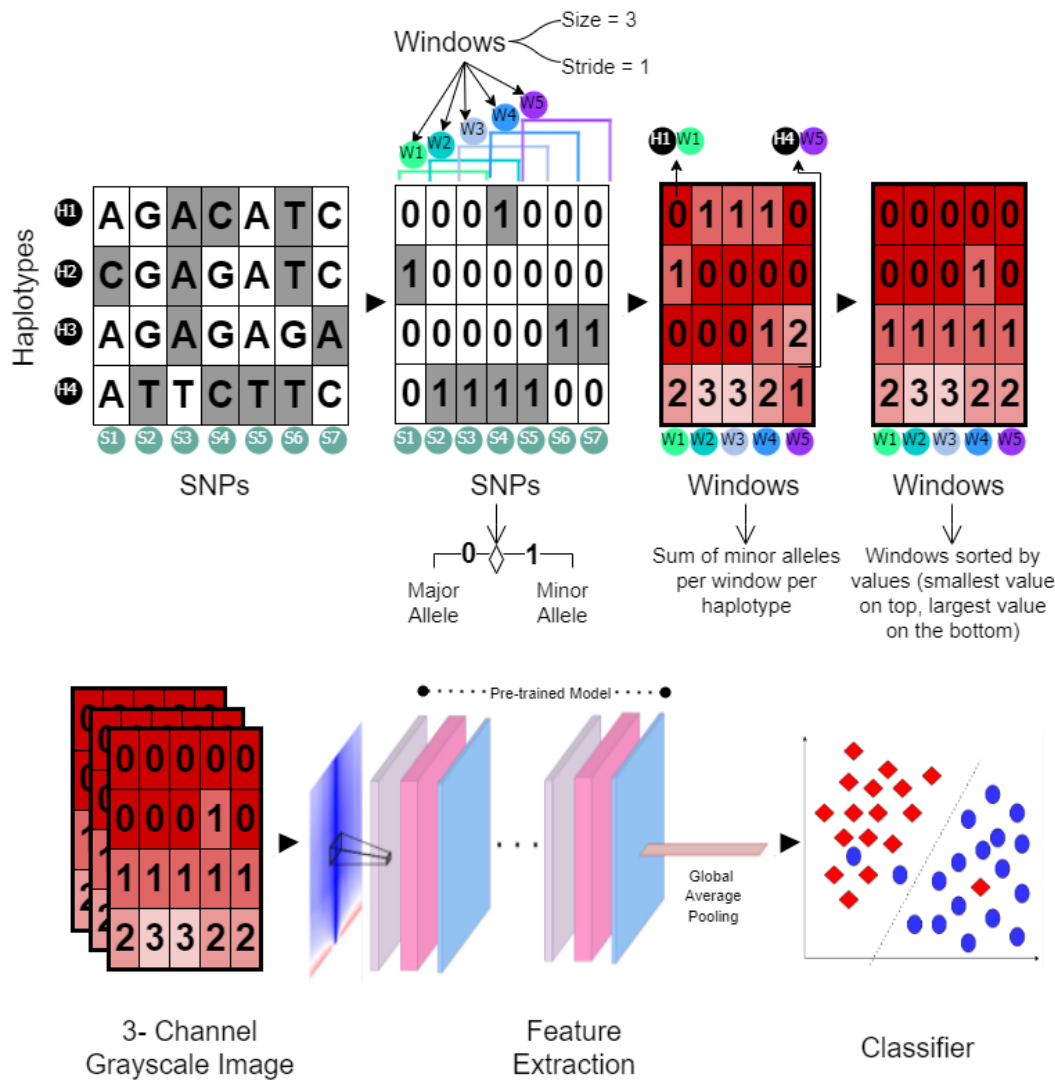 Windows
Size = 3
Stride = 1
W1 W2 W3 W4 W5
H1 W1
H4 W5
Haplotypes
H1 A G A C A T C
H2 C G A G A T C
H3 A G A G A G A
H4 A T T C T T C
S1 S2 S3 S4 S5 S6 S7
SNPs
0 0 0 1 0 0 0
1 0 0 0 0 0 0
0 0 0 0 0 1 1
0 1 1 1 1 0 0
S1 S2 S3 S4 S5 S6 S7
SNPs
0 1
Major
Allele
Minor
Allele
0 1 1 1 0
1 0 0 0 0
0 0 0 1 2
2 3 3 2 1
W1 W2 W3 W4 W5
Windows
Sum of minor alleles
per window per
haplotype
0 0 0 0 0
0 0 0 1 0
1 1 1 1 1
2 3 3 2 2
W1 W2 W3 W4 W5
Windows
Windows sorted by
values (smallest value
on top, largest value
on the bottom)
0 0 0 0 0
0 0 0 1 0
1 1 1 1 1
2 3 3 2 2
3- Channel
Grayscale Image
Pre-trained Model
Global
Average
Pooling
Feature
Extraction
Classifier